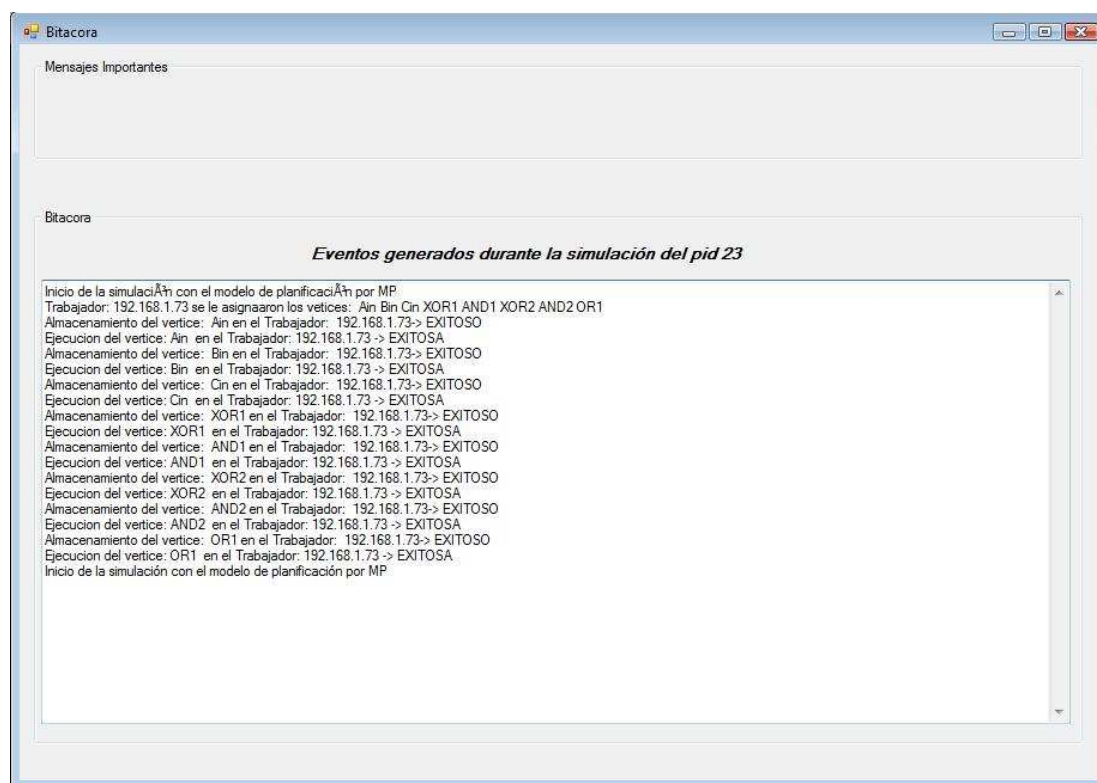 Bitacora
Mensajes Importantes
Bitacora
Eventos generados durante la simulación del pid 23
Inicio de la simulaciÃ³n con el modelo de planificaciÃ³n por MP
Trabajador: 192.168.1.73 se le asignaaron los vetices:  Ain Bin Cin XOR1 AND1 XOR2 AND2 OR1
Almacenamiento del vertice:  Ain en el Trabajador:  192.168.1.73-> EXITOSO
Ejecucion del vertice: Ain  en el Trabajador: 192.168.1.73 -> EXITOSA
Almacenamiento del vertice:  Bin en el Trabajador:  192.168.1.73-> EXITOSO
Ejecucion del vertice: Bin  en el Trabajador: 192.168.1.73 -> EXITOSA
Almacenamiento del vertice:  Cin en el Trabajador:  192.168.1.73-> EXITOSO
Ejecucion del vertice: Cin  en el Trabajador: 192.168.1.73 -> EXITOSA
Almacenamiento del vertice:  XOR1 en el Trabajador:  192.168.1.73-> EXITOSO
Ejecucion del vertice: XOR1  en el Trabajador: 192.168.1.73 -> EXITOSA
Almacenamiento del vertice:  AND1 en el Trabajador:  192.168.1.73-> EXITOSO
Ejecucion del vertice: AND1  en el Trabajador: 192.168.1.73 -> EXITOSA
Almacenamiento del vertice:  XOR2 en el Trabajador:  192.168.1.73-> EXITOSO
Ejecucion del vertice: XOR2  en el Trabajador: 192.168.1.73 -> EXITOSA
Almacenamiento del vertice:  AND2 en el Trabajador:  192.168.1.73-> EXITOSO
Ejecucion del vertice: AND2  en el Trabajador: 192.168.1.73 -> EXITOSA
Almacenamiento del vertice:  OR1 en el Trabajador:  192.168.1.73-> EXITOSO
Ejecucion del vertice: OR1  en el Trabajador: 192.168.1.73 -> EXITOSA
Inicio de la simulación con el modelo de planificación por MP